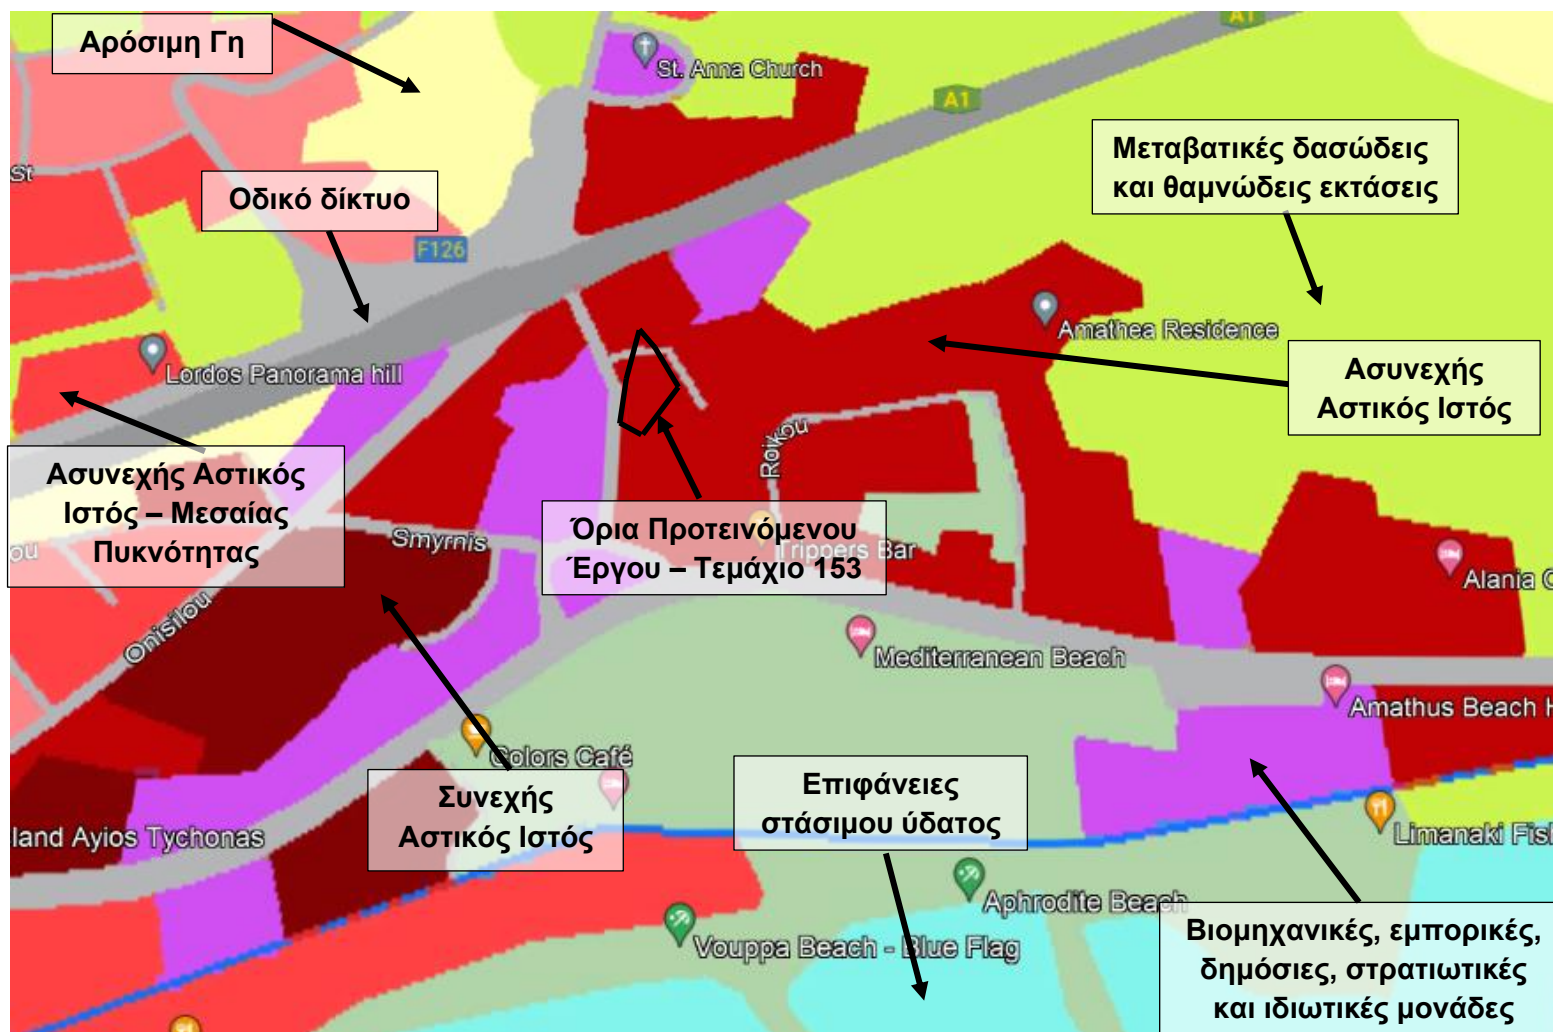 Αρόσιμη Γη
St. Anna Church
A1
A1
Μεταβατικές δασώδεις
και θαμνώδεις εκτάσεις
St
Οδικό δίκτυο
F126
Amathea Residence
Lordos Panorama hill
Ασυνεχής
Αστικός Ιστός
Roikou
Ασυνεχής Αστικός
Ιστός – Μεσαίας
Πυκνότητας
Smyrnis
Όρια Προτεινόμενου
Έργου – Τεμάχιο 153
Trippers Bar
ou
Alania
Onisilou
Mediterranean Beach
Amathus Beach H
Colors Café
Συνεχής
Αστικός Ιστός
Επιφάνειες
στάσιμου ύδατος
land Ayios Tychonas
Limanaki Fis
Aphrodite Beach
Vouppa Beach - Blue Flag
Βιομηχανικές, εμπορικές,
δημόσιες, στρατιωτικές
και ιδιωτικές μονάδες